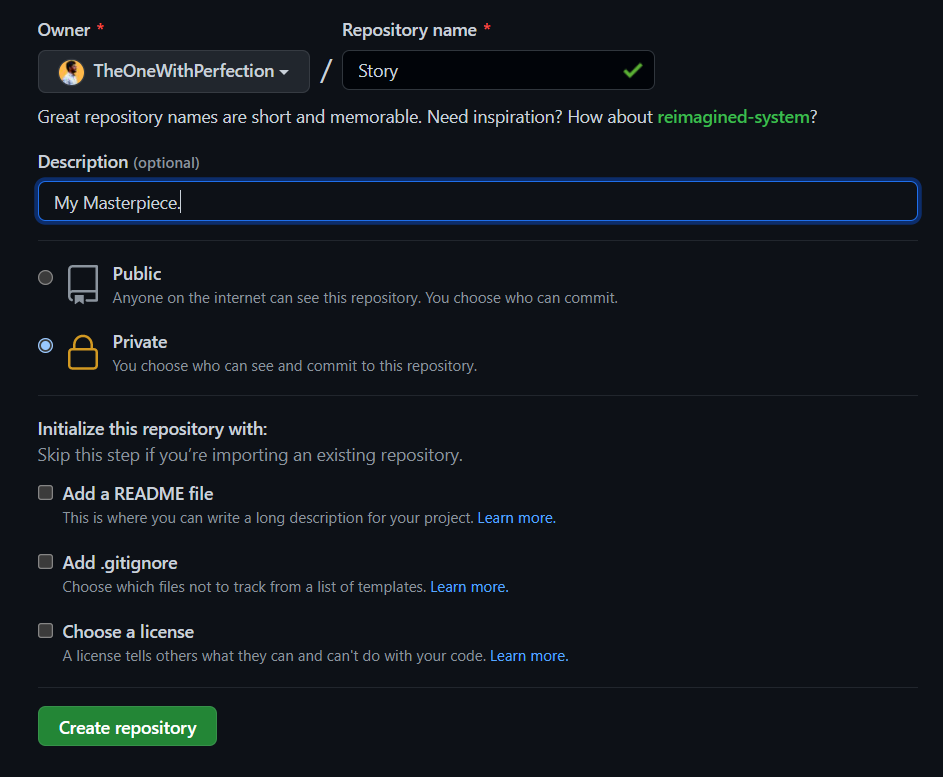 Owner *
Repository name *
TheOneWithPerfection / Story
Great repository names are short and memorable. Need inspiration? How about reimagined-system?
Description (optional)
My Masterpiece.
Public
Anyone on the internet can see this repository. You choose who can commit.
Private
You choose who can see and commit to this repository.
Initialize this repository with:
Skip this step if you’re importing an existing repository.
Add a README file
This is where you can write a long description for your project. Learn more.
Add .gitignore
Choose which files not to track from a list of templates. Learn more.
Choose a license
A license tells others what they can and can't do with your code. Learn more.
Create repository